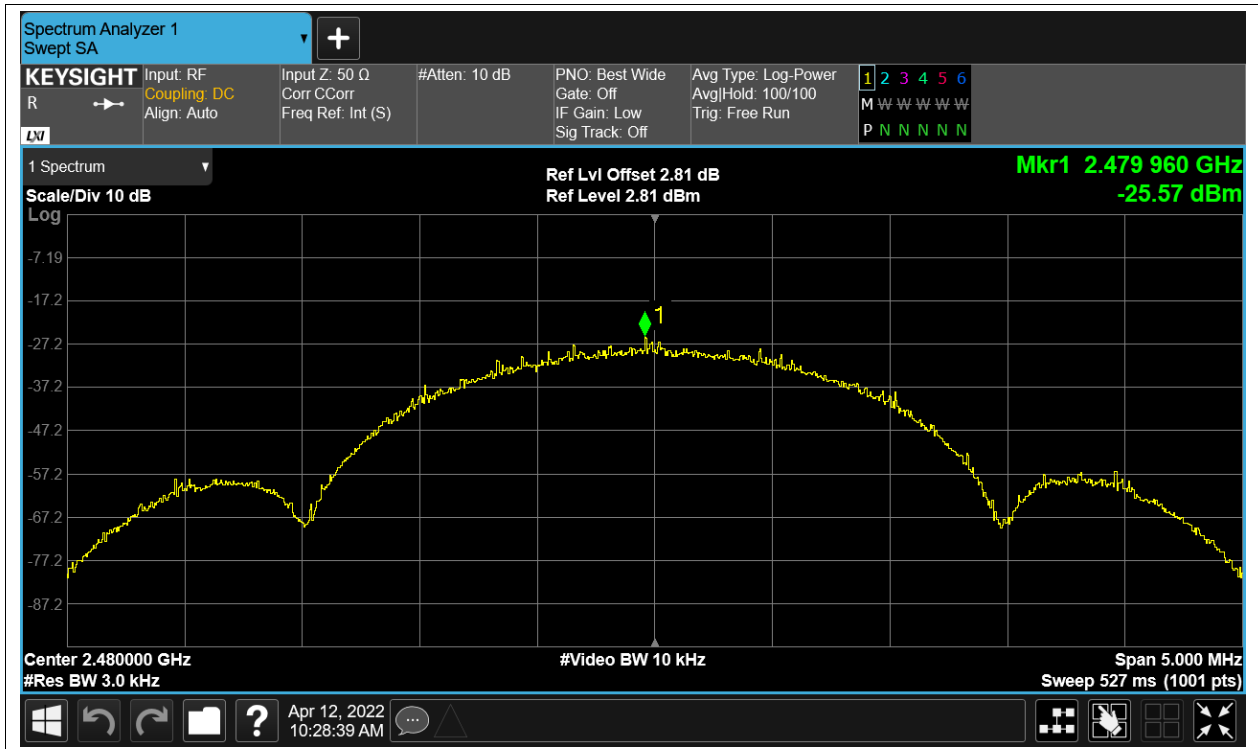 Spectrum Analyzer 1
Swept SA
+
KEYSIGHT
R
LXI
Input: RF
Coupling: DC
Align: Auto
Input Z: 50 Ω
Corr CCorr
Freq Ref: Int (S)
#Atten: 10 dB
PNO: Best Wide
Gate: Off
IF Gain: Low
Sig Track: Off
Avg Type: Log-Power
Avg|Hold: 100/100
Trig: Free Run
1 2 3 4 5 6
M W W W W W
P N N N N N
1 Spectrum
Scale/Div 10 dB
Ref Lvl Offset 2.81 dB
Ref Level 2.81 dBm
Mkr1 2.479 960 GHz
-25.57 dBm
Log
-7.19
-17.2
-27.2
-37.2
-47.2
-57.2
-67.2
-77.2
-87.2
1
Center 2.480000 GHz
#Res BW 3.0 kHz
#Video BW 10 kHz
Span 5.000 MHz
Sweep 527 ms (1001 pts)
?
Apr 12, 2022
10:28:39 AM